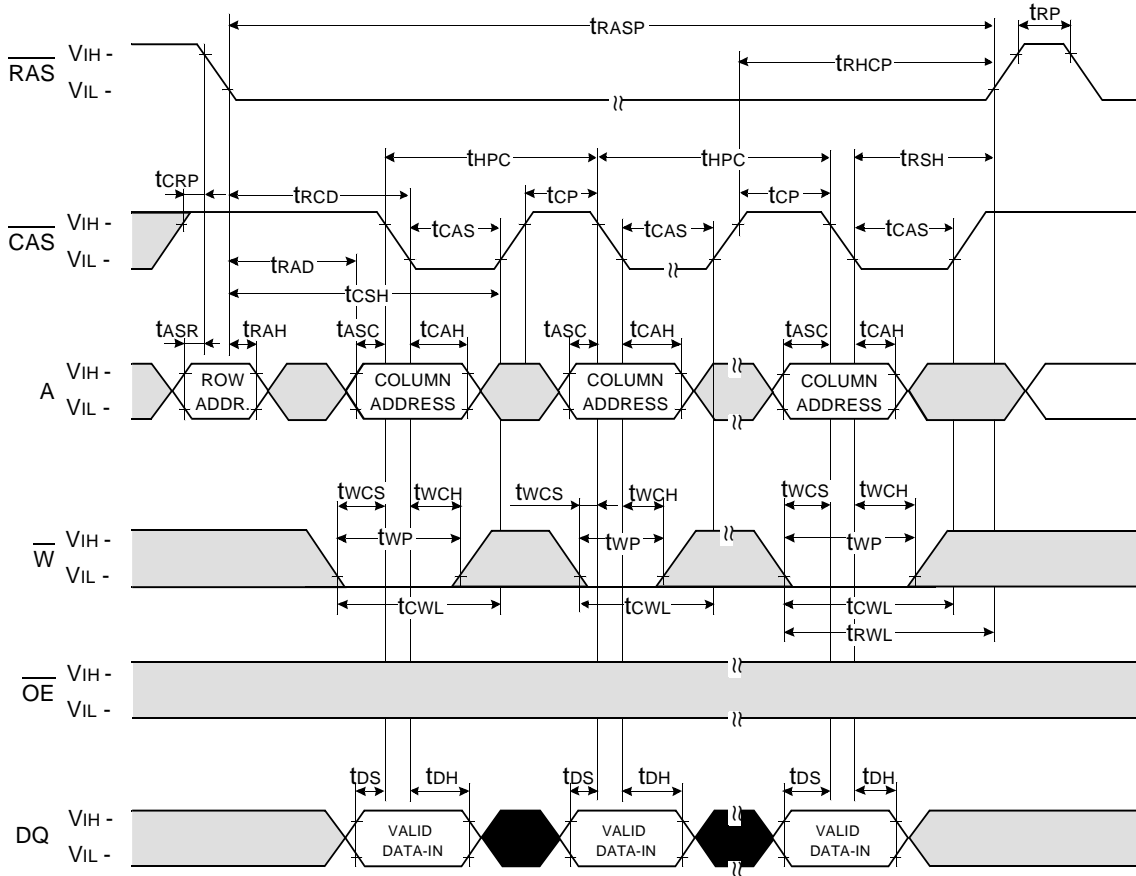 tRASP
tRP
RAS
VIH -
VIL -
tRHCP
tHPC
tHPC
tRSH
tCRP
tRCD
tCP
tCP
CAS
VIH -
VIL -
tCAS
tCAS
tCAS
tRAD
tCSH
tASR
tRAH
tASC
tCAH
tASC
tCAH
tASC
tCAH
A
VIH -
VIL -
ROW
ADDR.
COLUMN
ADDRESS
COLUMN
ADDRESS
COLUMN
ADDRESS
tWCS
tWCH
tWCS
tWCH
tWCS
tWCH
W
VIH -
VIL -
tWP
tWP
tWP
tCWL
tCWL
tCWL
tRWL
OE
VIH -
VIL -
tDS
tDH
tDS
tDH
tDS
tDH
DQ
VIH -
VIL -
VALID
DATA-IN
VALID
DATA-IN
VALID
DATA-IN